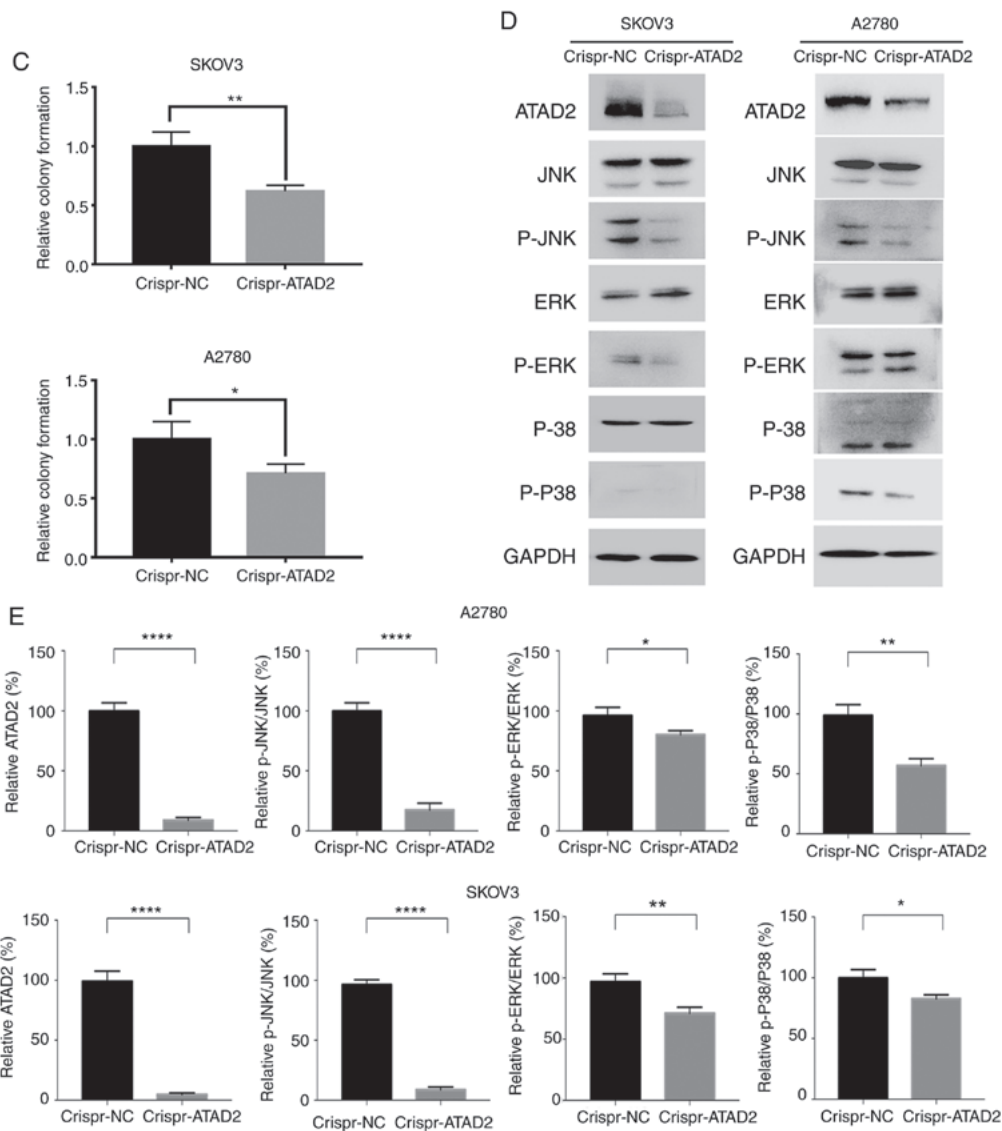 C
SKOV3
**
Relative colony formation
1.5
1.0
0.5
0.0
Crispr-NC Crispr-ATAD2
A2780
*
Relative colony formation
1.5
1.0
0.5
0.0
Crispr-NC Crispr-ATAD2
D
SKOV3
Crispr-NC Crispr-ATAD2
ATAD2
JNK
P-JNK
ERK
P-ERK
P-38
P-P38
GAPDH
A2780
Crispr-NC Crispr-ATAD2
ATAD2
JNK
P-JNK
ERK
P-ERK
P-38
P-P38
GAPDH
E
A2780
****
Relative ATAD2 (%)
150
100
50
0
Crispr-NC Crispr-ATAD2
****
Relative p-JNK/JNK (%)
150
100
50
0
Crispr-NC Crispr-ATAD2
*
Relative p-ERK/ERK (%)
150
100
50
0
Crispr-NC Crispr-ATAD2
**
Relative p-P38/P38 (%)
150
100
50
0
Crispr-NC Crispr-ATAD2
SKOV3
****
Relative ATAD2 (%)
150
100
50
0
Crispr-NC Crispr-ATAD2
****
Relative p-JNK/JNK (%)
150
100
50
0
Crispr-NC Crispr-ATAD2
**
Relative p-ERK/ERK (%)
150
100
50
0
Crispr-NC Crispr-ATAD2
*
Relative p-P38/P38 (%)
150
100
50
0
Crispr-NC Crispr-ATAD2